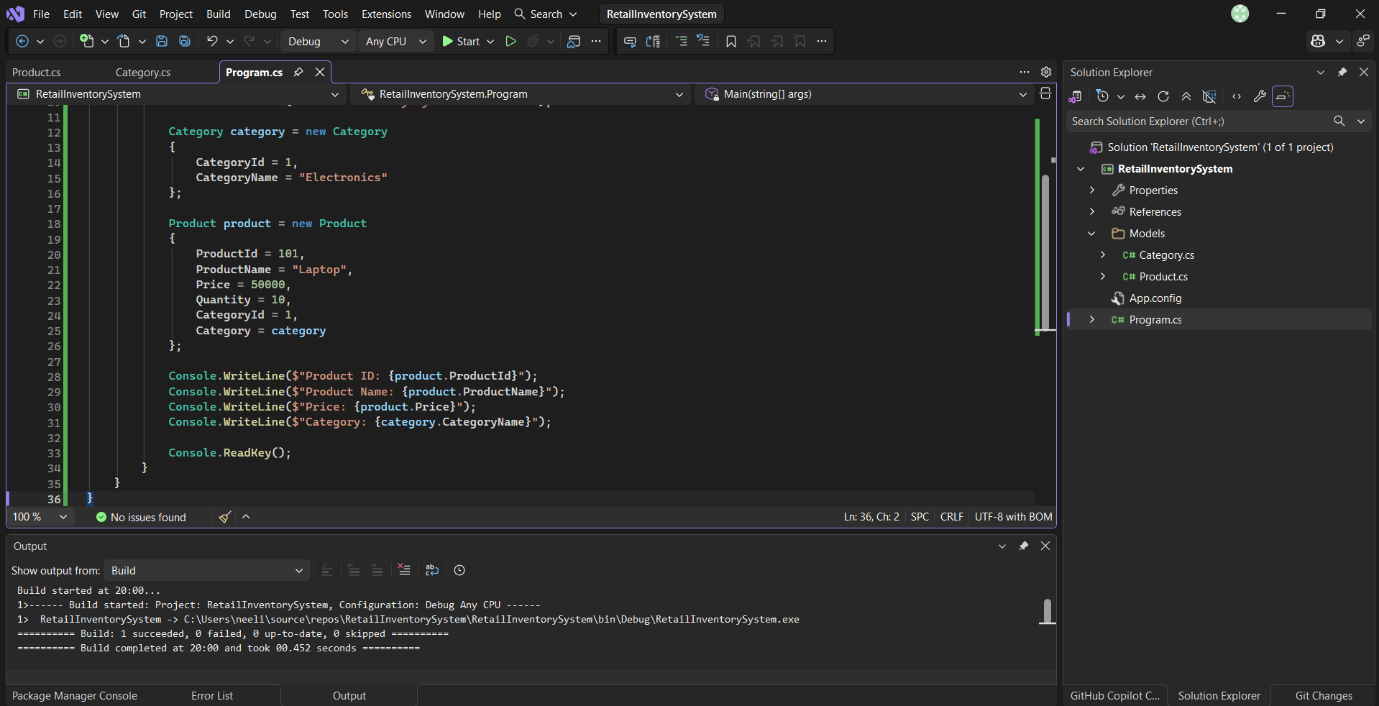 File Edit View Git Project Build Debug Test Tools Extensions Window Help Search RetailInventorySystem
Debug Any CPU Start
Product.cs Category.cs Program.cs
RetailInventorySystem RetailInventorySystem.Program Main(string[] args)
11
12 Category category = new Category
13 {
14 CategoryId = 1,
15 CategoryName = "Electronics"
16 };
17
18 Product product = new Product
19 {
20 ProductId = 101,
21 ProductName = "Laptop",
22 Price = 50000,
23 Quantity = 10,
24 CategoryId = 1,
25 Category = category
26 };
27
28 Console.WriteLine($"Product ID: {product.ProductId}");
29 Console.WriteLine($"Product Name: {product.ProductName}");
30 Console.WriteLine($"Price: {product.Price}");
31 Console.WriteLine($"Category: {category.CategoryName}");
32
33 Console.ReadKey();
34 }
35 }
36 }
100 % No issues found Ln: 36, Ch: 2 SPC CRLF UTF-8 with BOM
Output
Show output from: Build
Build started at 20:00...
1>------ Build started: Project: RetailInventorySystem, Configuration: Debug Any CPU ------
1> RetailInventorySystem -> C:\Users\neeli\source\repos\RetailInventorySystem\RetailInventorySystem\bin\Debug\RetailInventorySystem.exe
========== Build: 1 succeeded, 0 failed, 0 up-to-date, 0 skipped ==========
========== Build completed at 20:00 and took 00.452 seconds ==========
Package Manager Console Error List Output
Solution Explorer
Search Solution Explorer (Ctrl+;)
Solution 'RetailInventorySystem' (1 of 1 project)
RetailInventorySystem
Properties
References
Models
C# Category.cs
C# Product.cs
App.config
C# Program.cs
GitHub Copilot C... Solution Explorer Git Changes